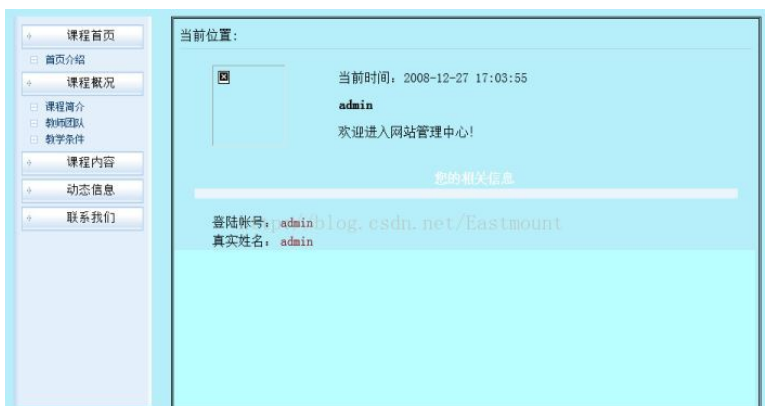 课程首页
首页介绍
课程概况
课程简介
教师团队
教学条件
课程内容
动态信息
联系我们
当前位置:
当前时间: 2008-12-27 17:03:55
admin
欢迎进入网站管理中心!
您的相关信息
登陆帐号: admin
真实姓名: admin
blog.csdn.net/Eastmount